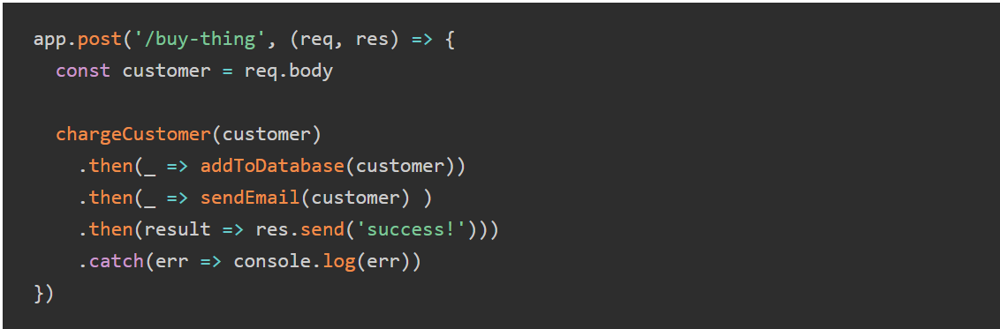 app.post('/buy-thing', (req, res) => {
  const customer = req.body

  chargeCustomer(customer)
    .then(_ => addToDatabase(customer))
    .then(_ => sendEmail(customer) )
    .then(result => res.send('success!')))
    .catch(err => console.log(err))
})